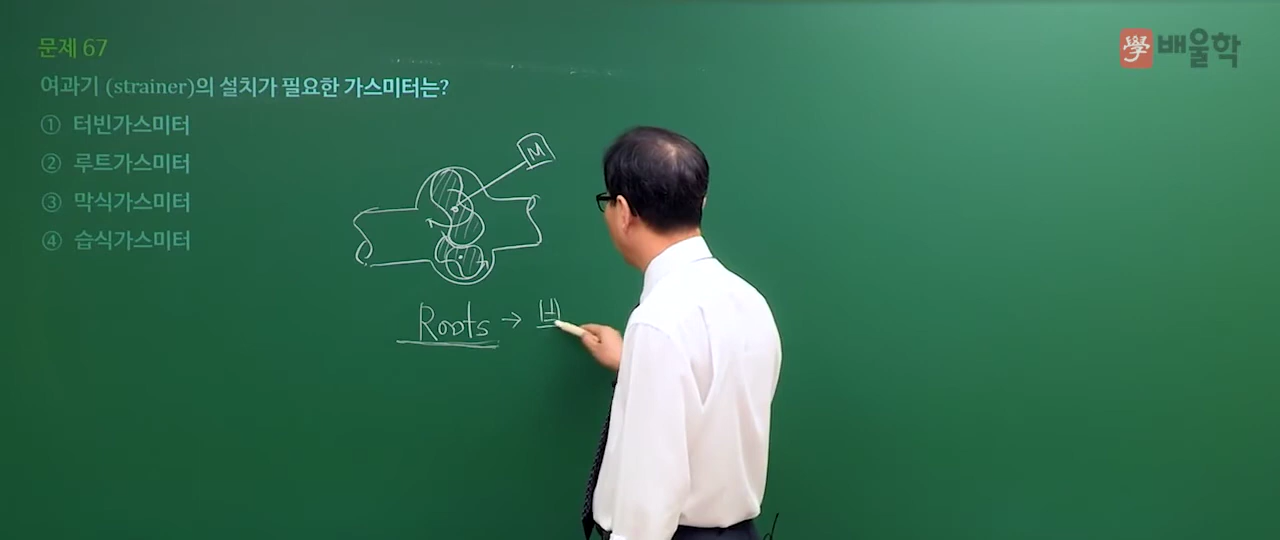 문제 67
學 배울학
여과기 (strainer)의 설치가 필요한 가스미터는?
① 터빈가스미터
② 루트가스미터
③ 막식가스미터
④ 습식가스미터
M
Roots →